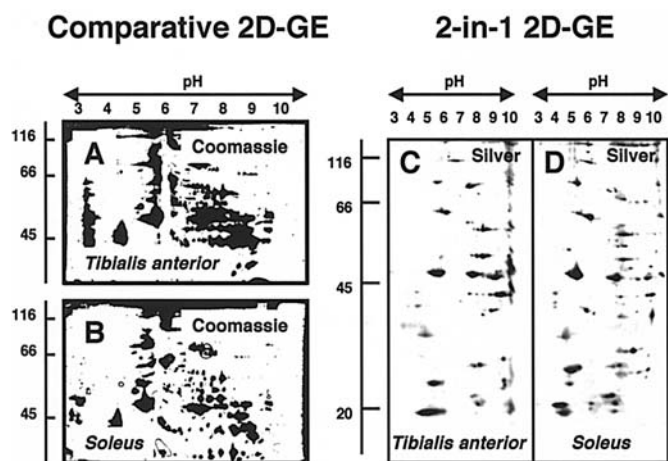 Comparative 2D-GE
2-in-1 2D-GE
pH
3 4 5 6 7 8 9 10
pH
3 4 5 6 7 8 9 10
pH
3 4 5 6 7 8 9 10
116
66
45
A
Coomassie
Tibialis anterior
116
66
45
B
Coomassie
Soleus
116
66
45
20
C
Silver
Tibialis anterior
D
Silver
Soleus